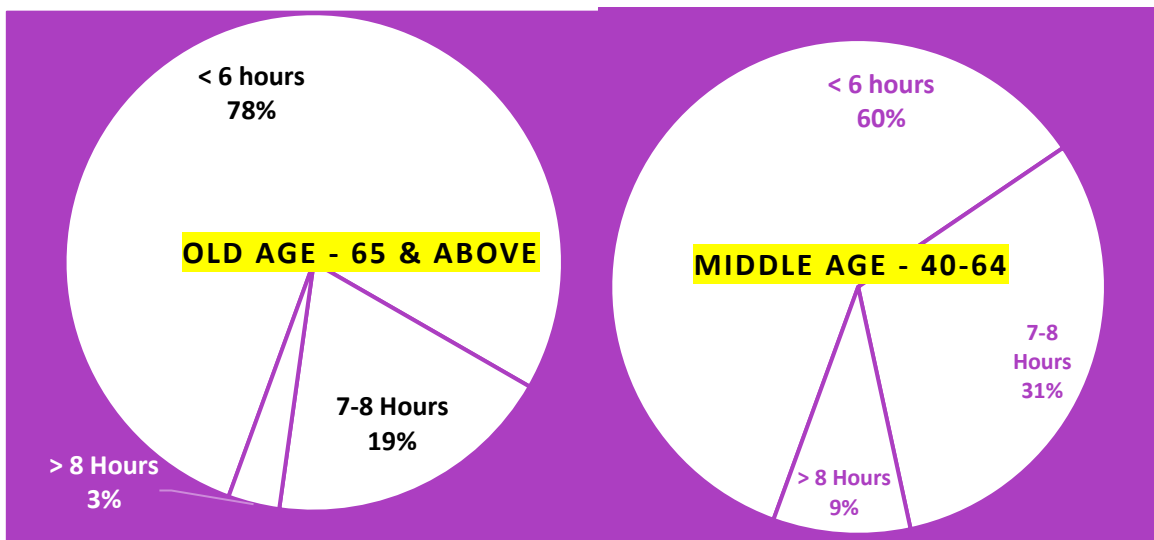 < 6 hours
78%
OLD AGE - 65 & ABOVE
7-8 Hours
19%
> 8 Hours
3%
< 6 hours
60%
MIDDLE AGE - 40-64
7-8
Hours
31%
> 8 Hours
9%